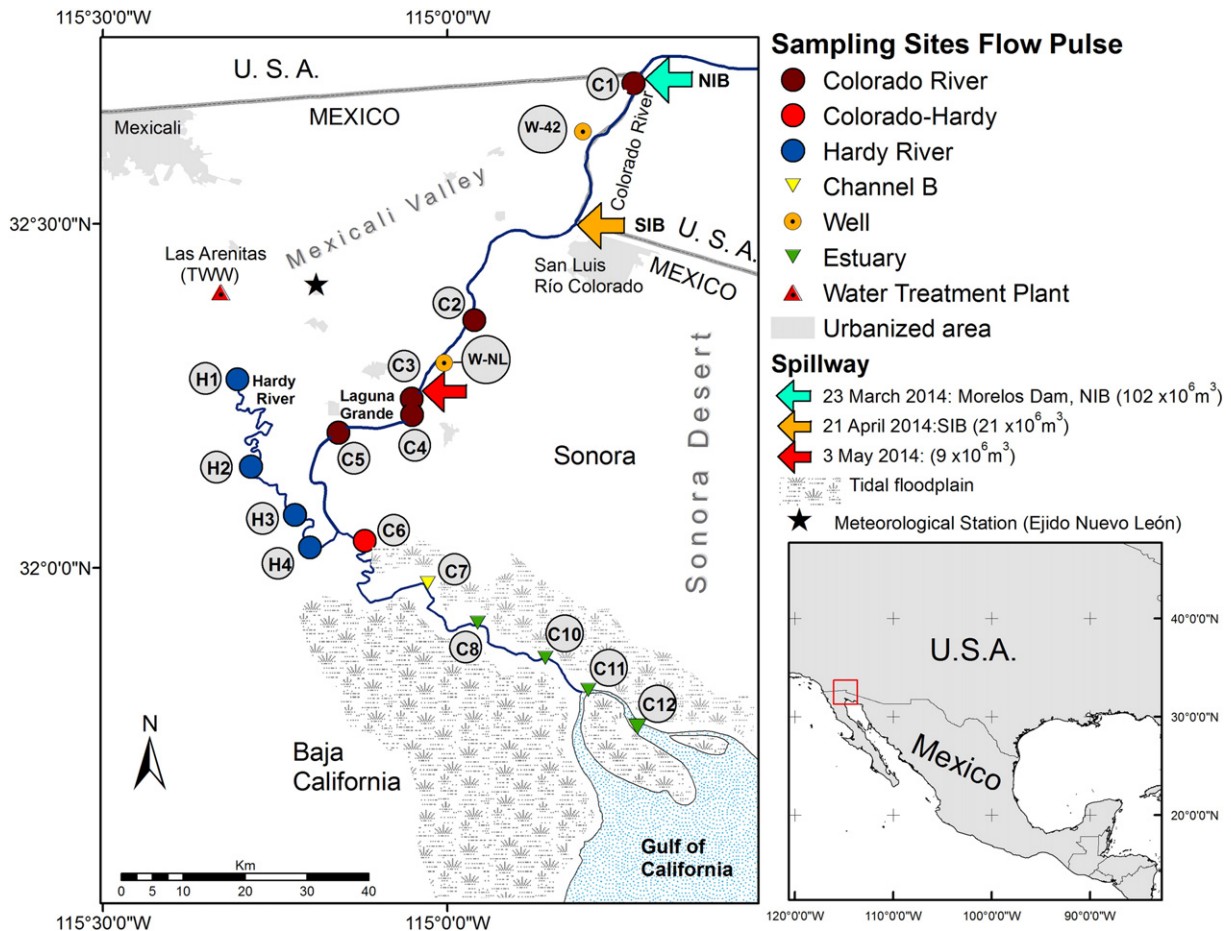 115°30'0"W
115°0'0"W
U. S. A.
MEXICO
Mexicali
C1
NIB
W-42
Colorado River
Mexicali Valley
32°30'0"N
SIB
U. S. A.
MEXICO
San Luis
Río Colorado
Las Arenitas
(TWW)
C2
W-NL
C3
H1
Hardy
River
Laguna
Grande
C4
C5
Sonora
Sonora Desert
H2
H3
H4
C6
32°0'0"N
C7
C8
C10
C11
C12
N
Baja
California
Gulf of
California
Km
0 5 10 20 30 40
115°30'0"W
115°0'0"W
Sampling Sites Flow Pulse
Colorado River
Colorado-Hardy
Hardy River
Channel B
Well
Estuary
Water Treatment Plant
Urbanized area
Spillway
23 March 2014: Morelos Dam, NIB (102 x10⁶m³)
21 April 2014:SIB (21 x10⁶m³)
3 May 2014: (9 x10⁶m³)
Tidal floodplain
Meteorological Station (Ejido Nuevo León)
U.S.A.
Mexico
40°0'0"N
30°0'0"N
20°0'0"N
120°0'0"W 110°0'0"W 100°0'0"W 90°0'0"W